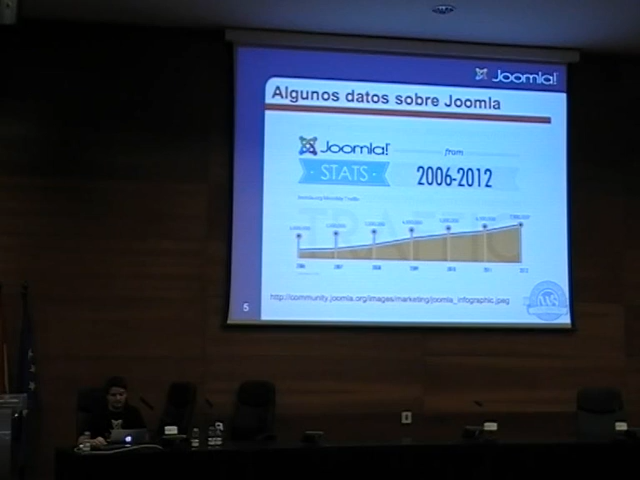 Joomla!
Algunos datos sobre Joomla
Joomla! from
STATS 2006-2012
TRAFFIC
2006 2007 2008 2009 2010 2011 2012
http://community.joomla.org/images/marketing/joomla_infographic.jpeg
5